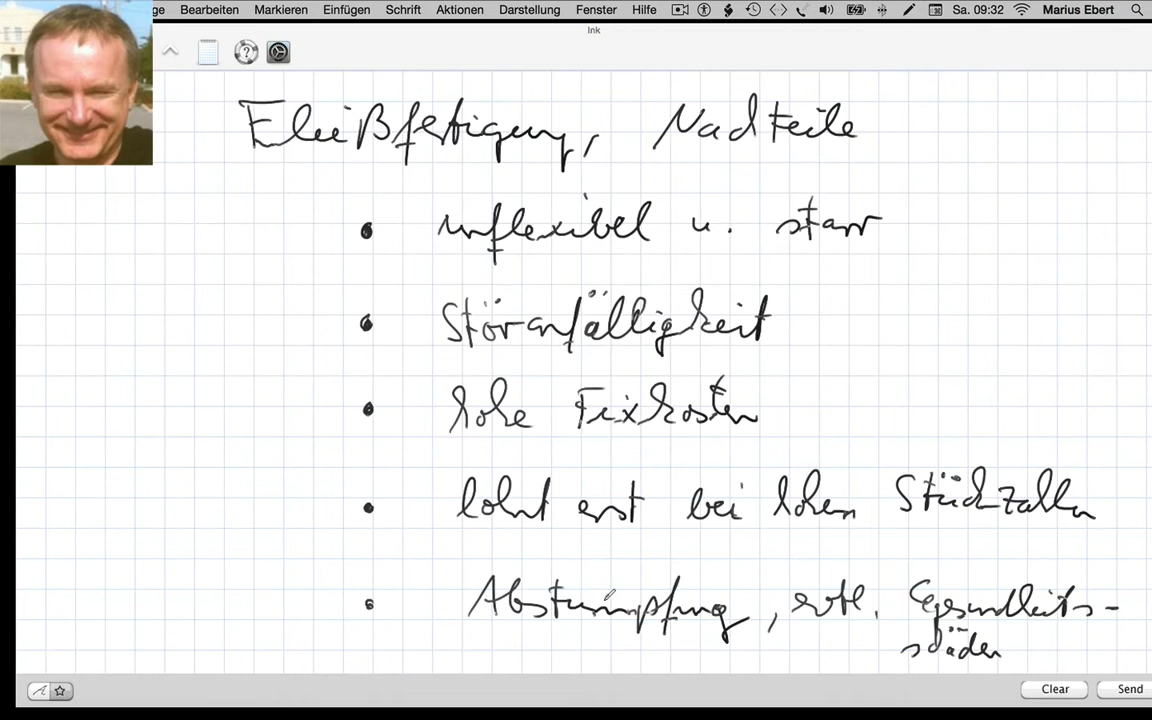 ge Bearbeiten Markieren Einfügen Schrift Aktionen Darstellung Fenster Hilfe Sa. 09:32 Marius Ebert
Ink
Fließfertigung, Nachteile
• unflexibel u. starr
• Störanfälligkeit
• hohe Fixkosten
• lohnt erst bei hohen Stückzahlen
• Abstumpfung, evtl. Gesundheits-
schäden
Clear Send